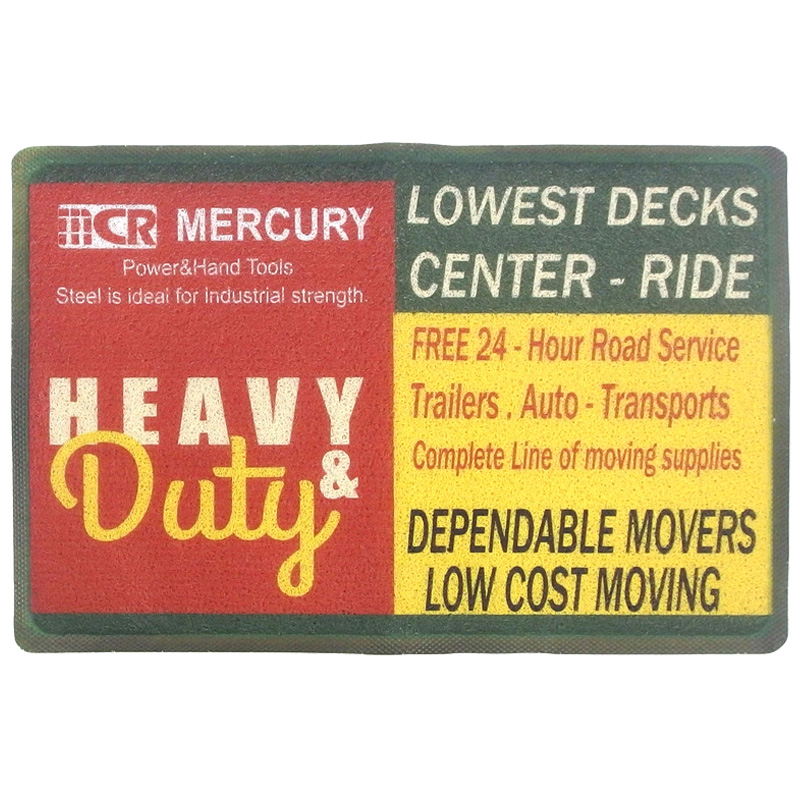 MCR MERCURY
Power&Hand Tools
Steel is ideal for industrial strength.
HEAVY
&
Duty
LOWEST DECKS
CENTER - RIDE
FREE 24 - Hour Road Service
Trailers . Auto - Transports
Complete Line of moving supplies
DEPENDABLE MOVERS
LOW COST MOVING